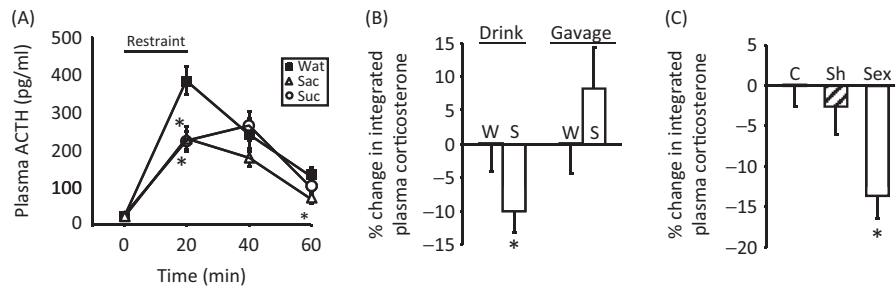 (A)
Restraint
Plasma ACTH (pg/ml)
500
400
300
200
100
0
Wat
Sac
Suc
*
*
*
0 20 40 60
Time (min)
(B)
Drink Gavage
% change in integrated
plasma corticosterone
15
10
5
0
−5
−10
−15
W S W S
*
(C)
% change in integrated
plasma corticosterone
5
0
−5
−10
−15
−20
C Sh Sex
*